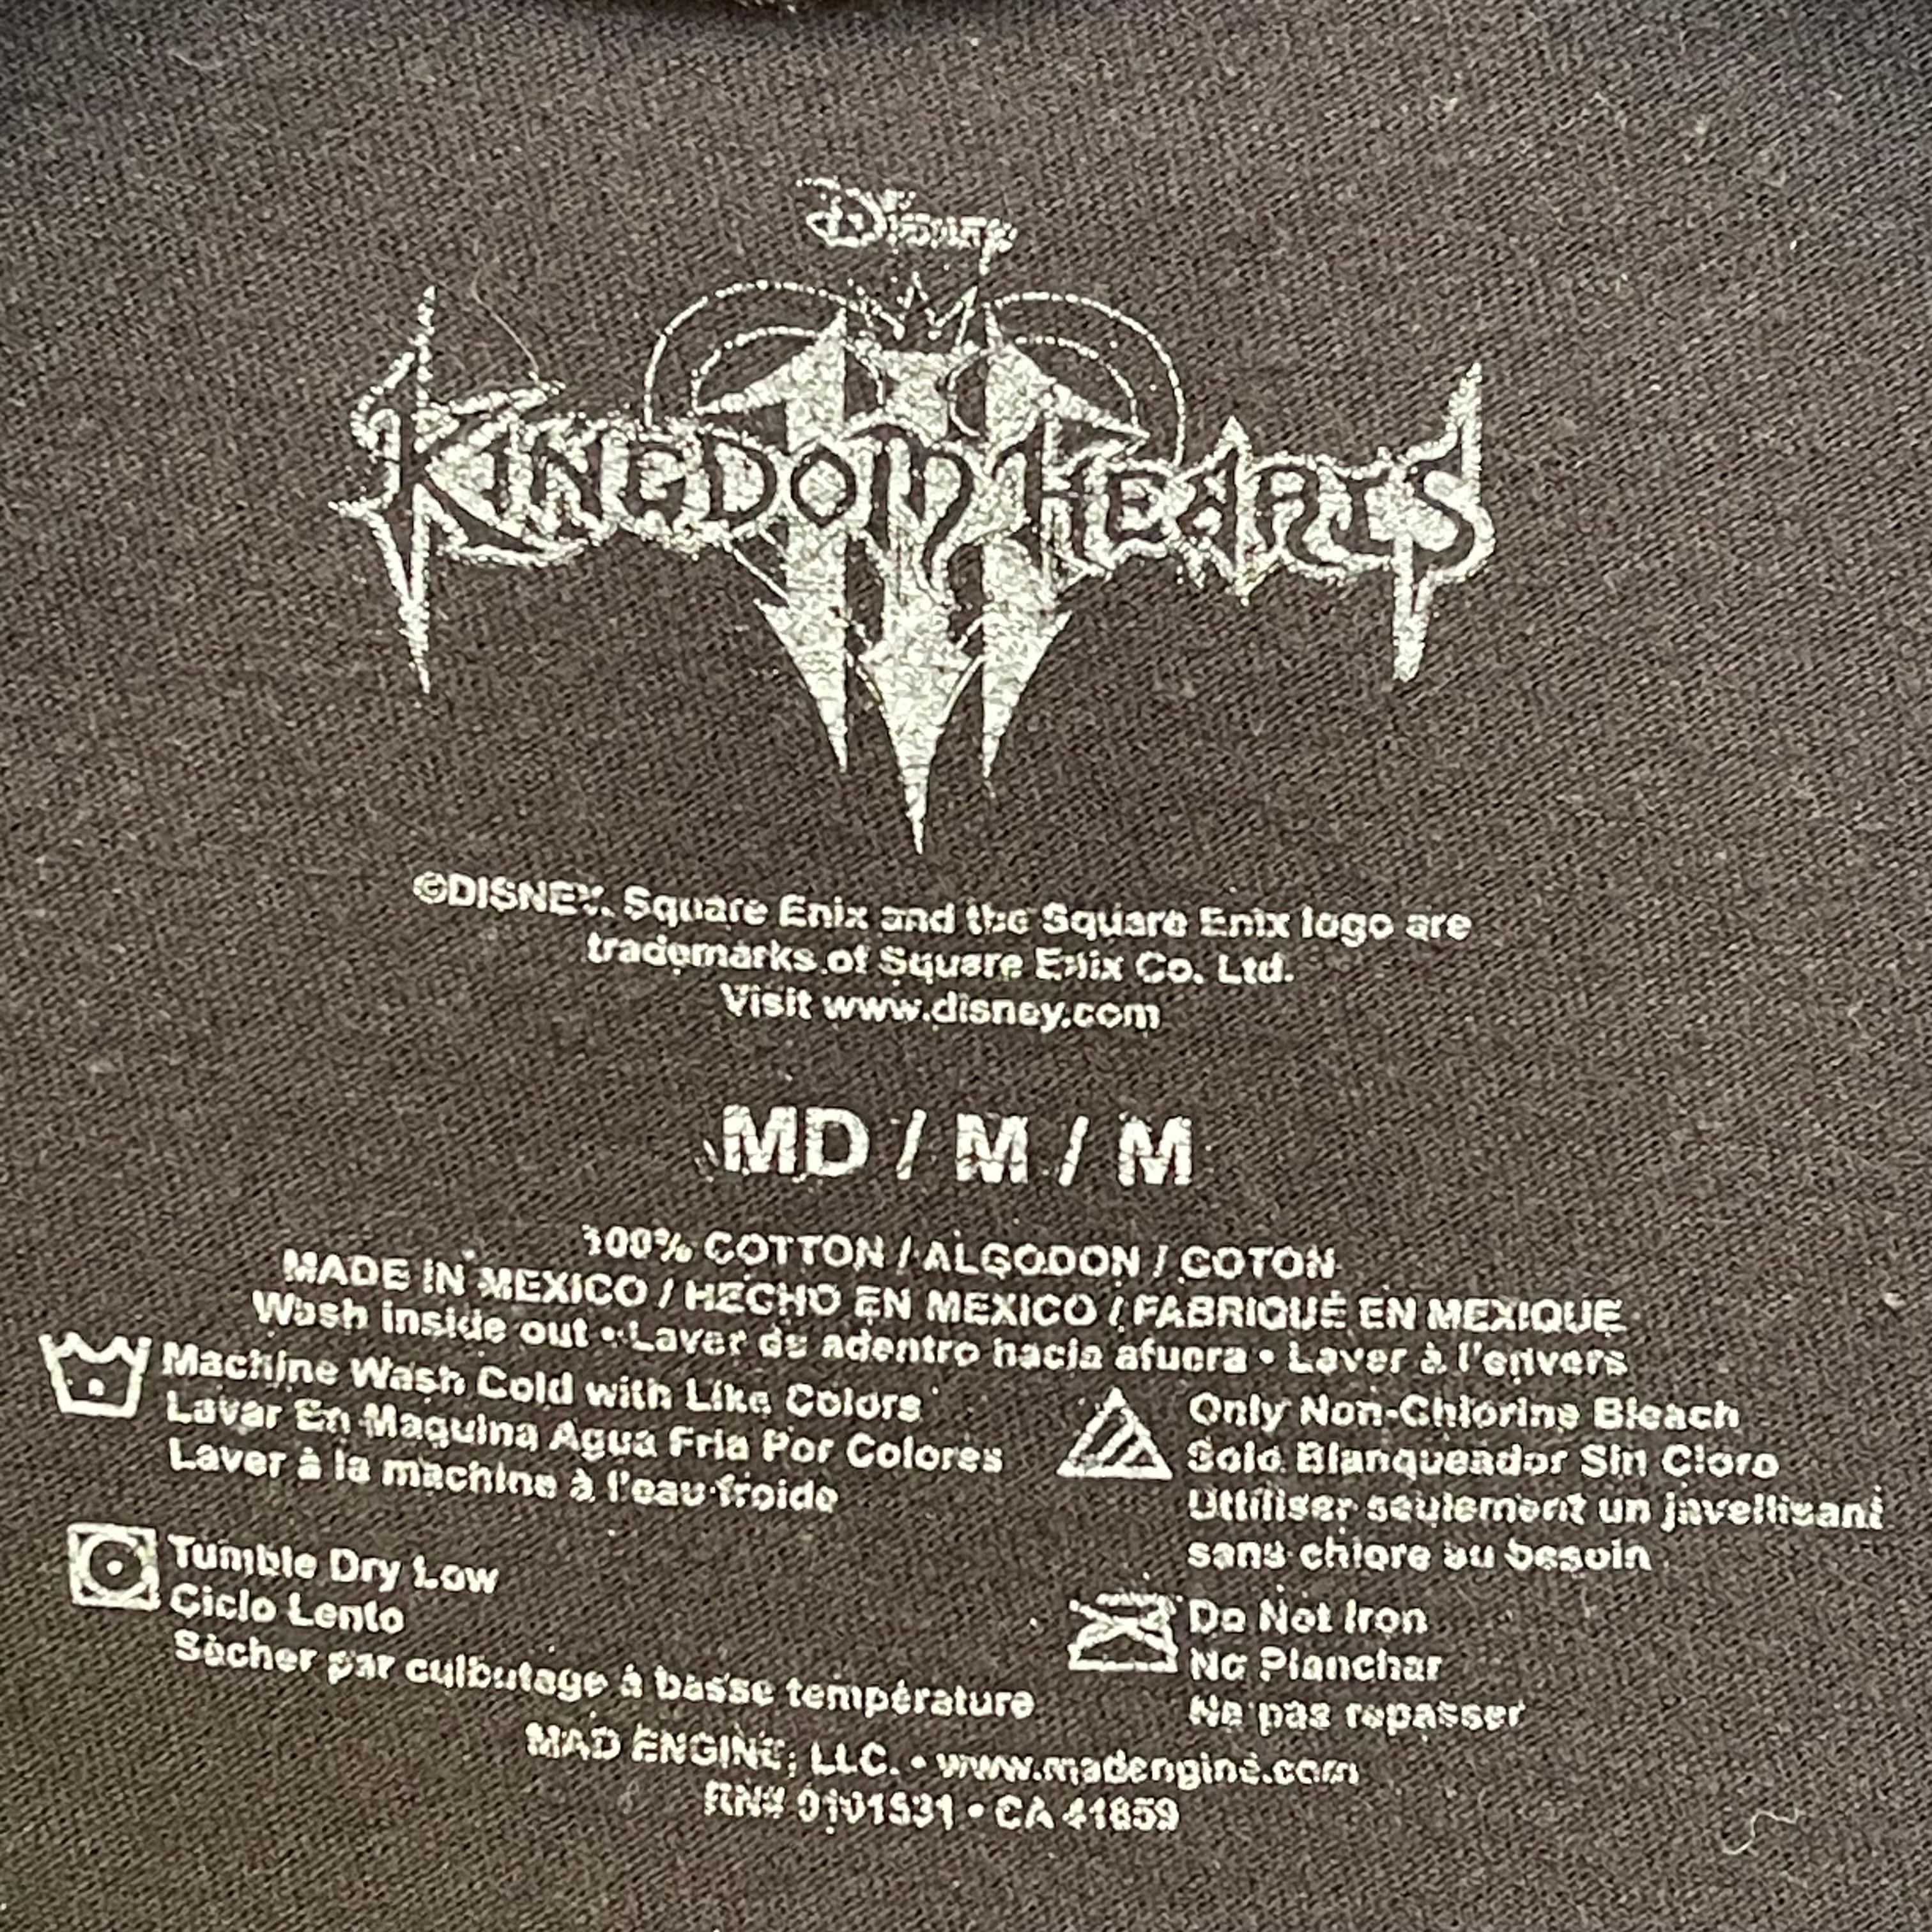 Disney
KINGDOM HEARTS
III
©DISNEY. Square Enix and the Square Enix logo are
trademarks of Square Enix Co. Ltd.
Visit www.disney.com
MD / M / M
100% COTTON / ALGODON / COTON
MADE IN MEXICO / HECHO EN MEXICO / FABRIQUÉ EN MEXIQUE
Wash inside out • Lavar de adentro hacia afuera • Laver à l'envers
Machine Wash Cold with Like Colors
Lavar En Maquina Agua Fria Por Colores
Laver à la machine à l'eau froide
Only Non-Chlorine Bleach
Solo Blanqueador Sin Cloro
Uttiliser seulement un javellisant
sans chlore au besoin
Tumble Dry Low
Ciclo Lento
Sècher par culbutage à basse température
Do Not Iron
No Planchar
Ne pas repasser
MAD ENGINE, LLC. • www.madengine.com
RN# 0101531 • CA 41859